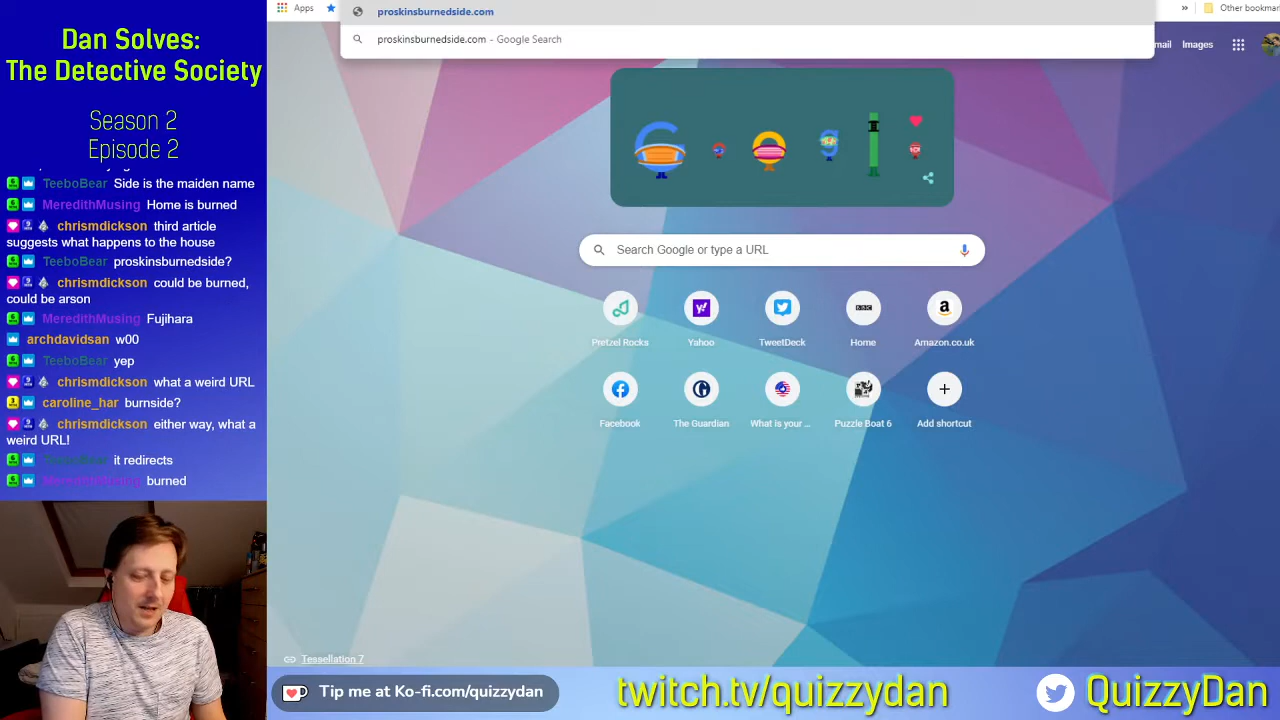 Dan Solves:
The Detective Society
Season 2
Episode 2
TeeboBear Side is the maiden name
MeredithMusing Home is burned
chrismdickson third article
suggests what happens to the house
TeeboBear proskinsburnedside?
chrismdickson could be burned,
could be arson
MeredithMusing Fujihara
archdavidsan w00
TeeboBear yep
chrismdickson what a weird URL
caroline_har burnside?
chrismdickson either way, what a
weird URL!
TeeboBear it redirects
MeredithMusing burned
Apps
proskinsburnedside.com
» Other bookmar
proskinsburnedside.com - Google Search
mail Images
Search Google or type a URL
Pretzel Rocks
Yahoo
TweetDeck
BBC
Home
Amazon.co.uk
Facebook
The Guardian
What is your ...
Puzzle Boat 6
Add shortcut
Tessellation 7
Tip me at Ko-fi.com/quizzydan
twitch.tv/quizzydan
QuizzyDan